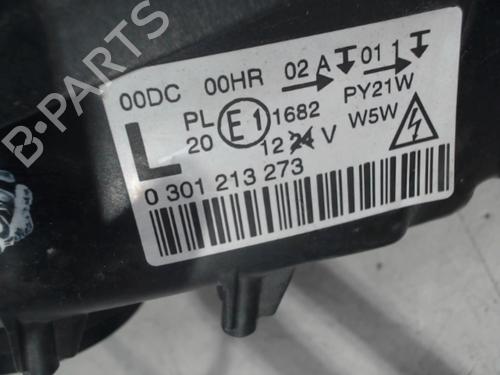 00DC 00HR 02 A 01 1
PL E1 1682 PY21W
20 12 24 V W5W
L
0 301 213 273
B-PARTS